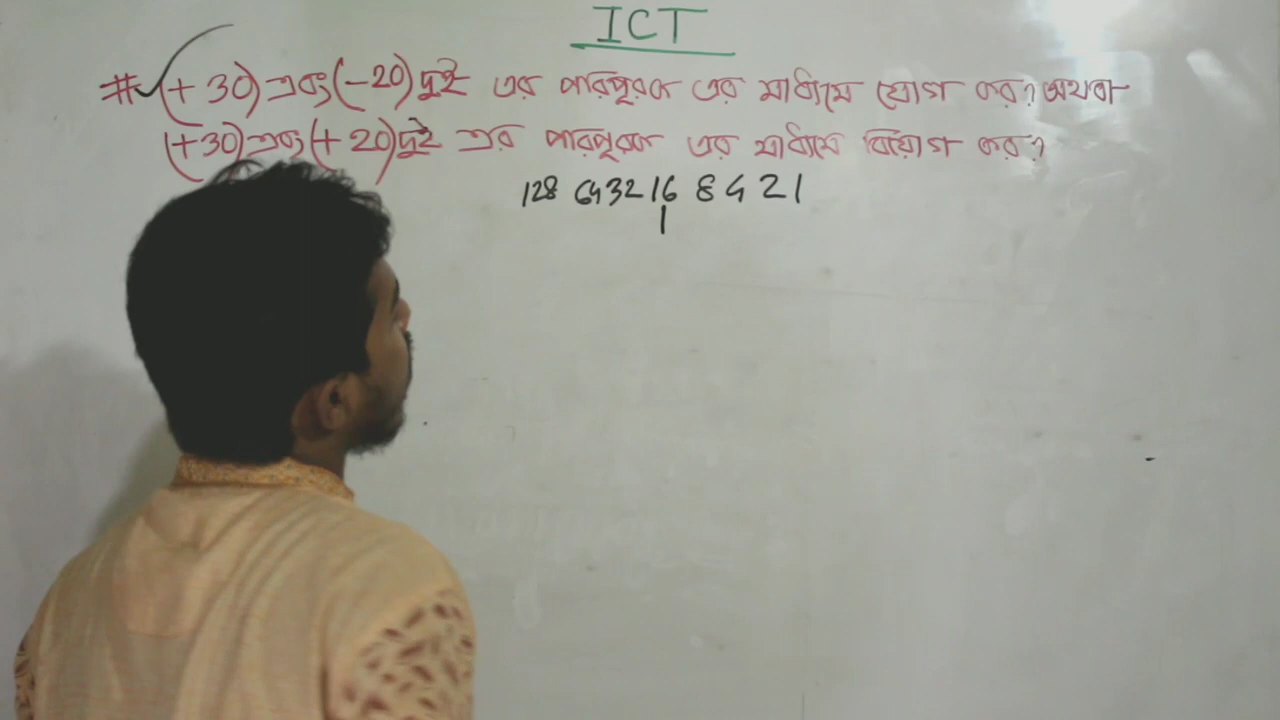 ICT
# (+ 30) এবং (- 20) দুই এর পরিপূরক এর মাধ্যমে যোগ কর? অথবা
(+30) এবং (+ 20) দুই এর পরিপূরক এর মাধ্যমে বিয়োগ কর?
128 64 32 16 8 4 2 1
1